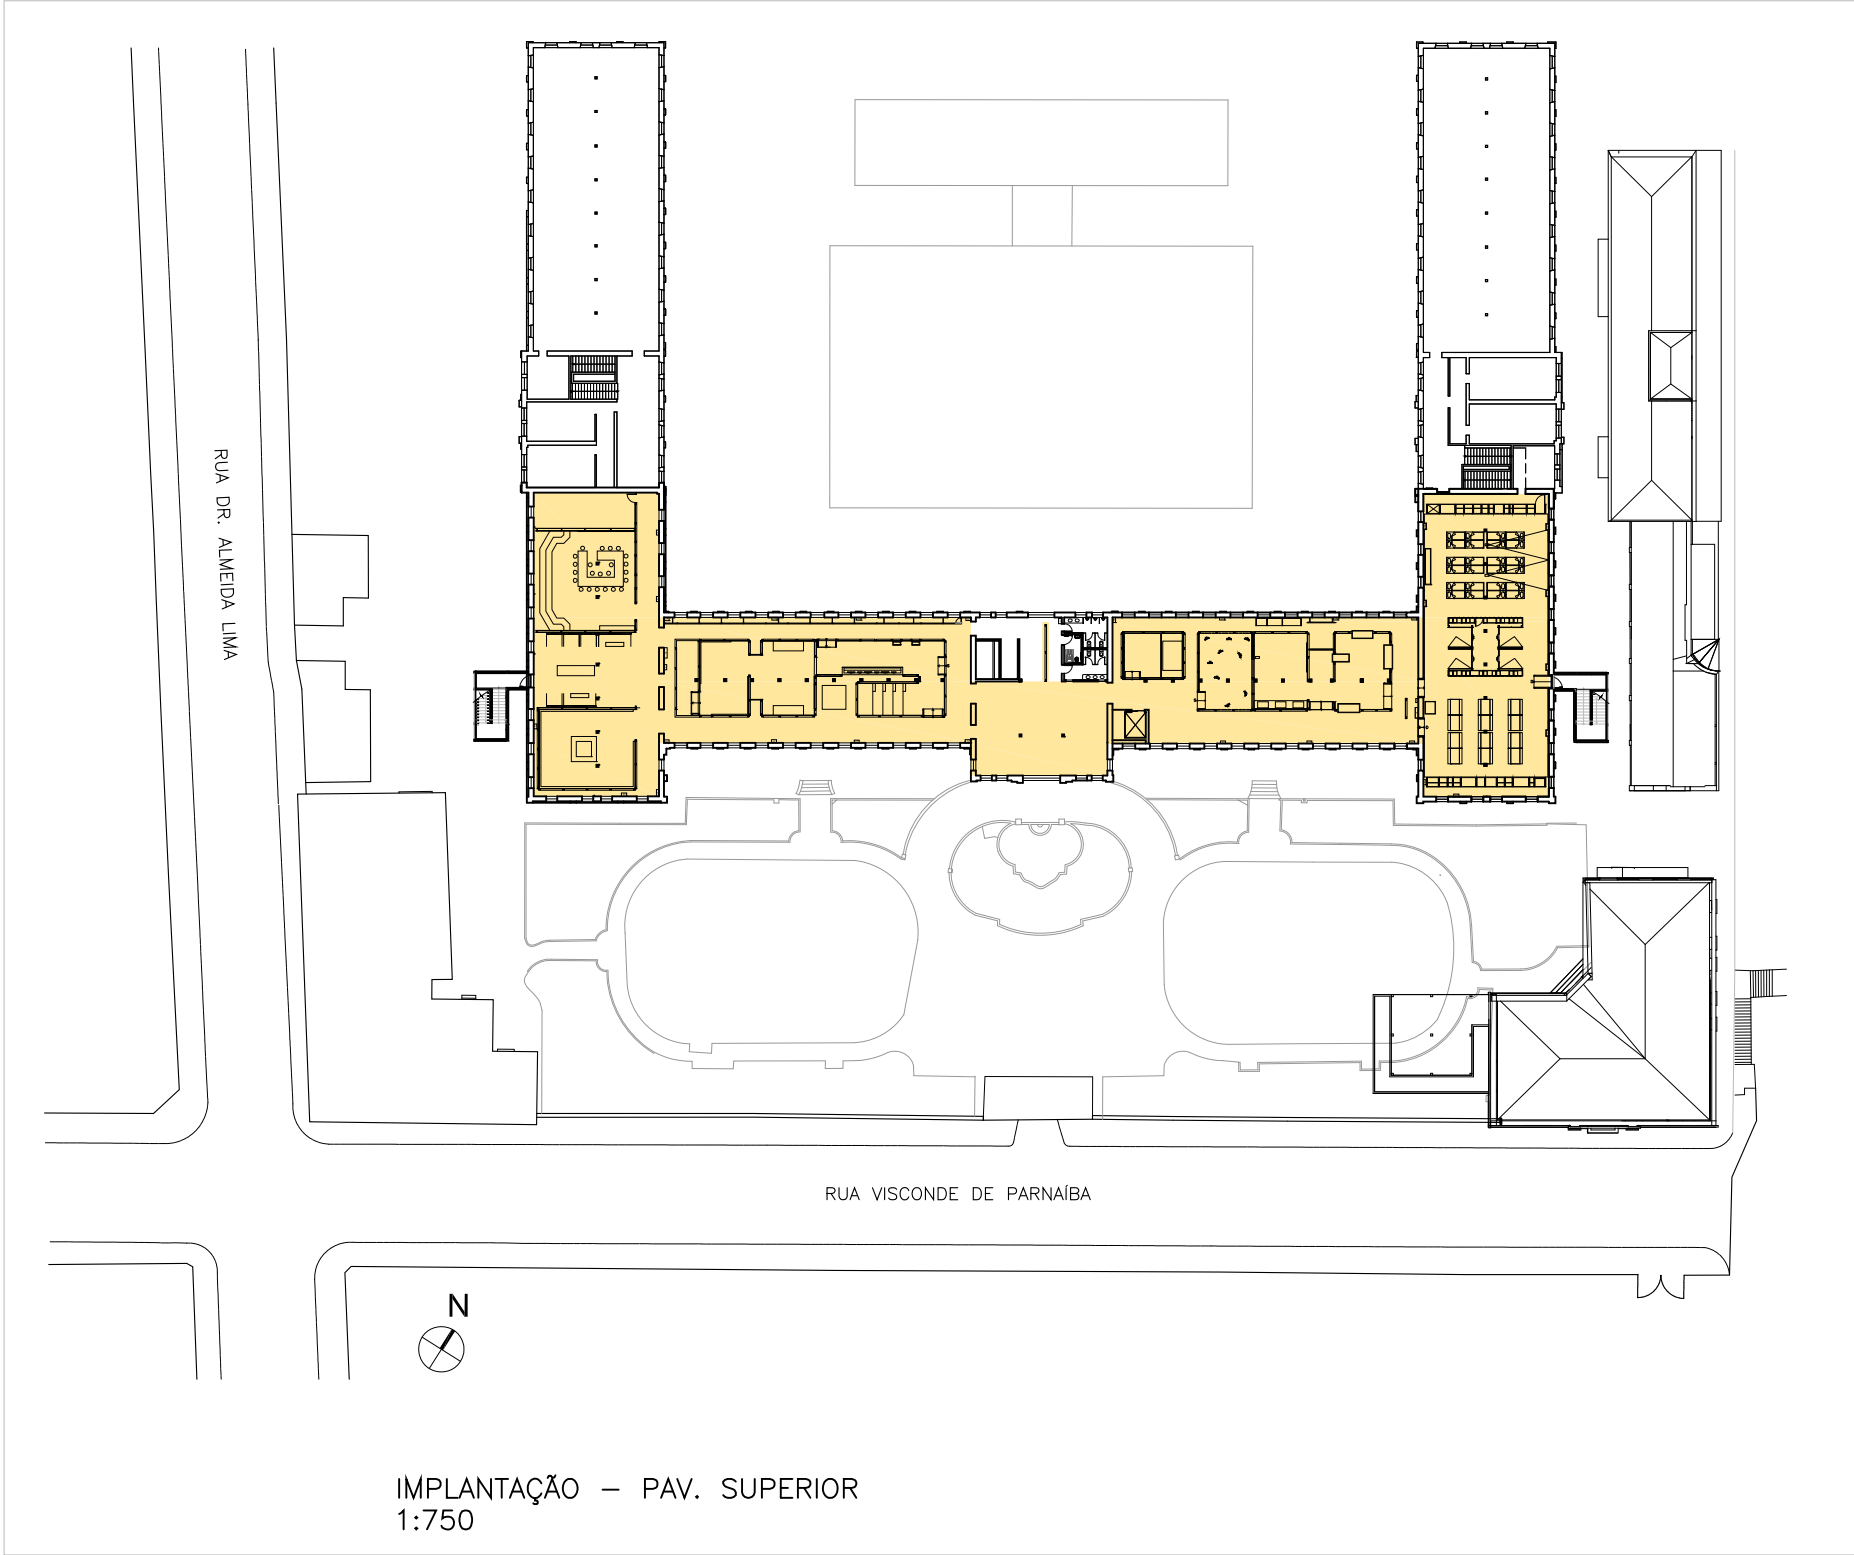 RUA DR. ALMEIDA LIMA
RUA VISCONDE DE PARNAÍBA
N
IMPLANTAÇÃO – PAV. SUPERIOR
1:750